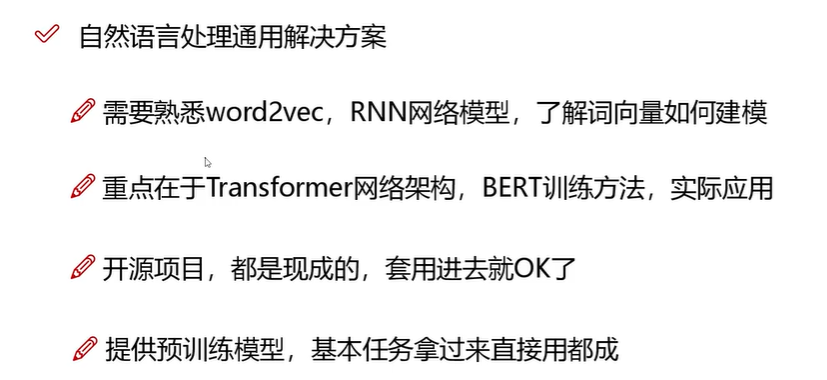 自然语言处理通用解决方案
需要熟悉word2vec，RNN网络模型，了解词向量如何建模
重点在于Transformer网络架构，BERT训练方法，实际应用
开源项目，都是现成的，套用进去就OK了
提供预训练模型，基本任务拿过来直接用都成